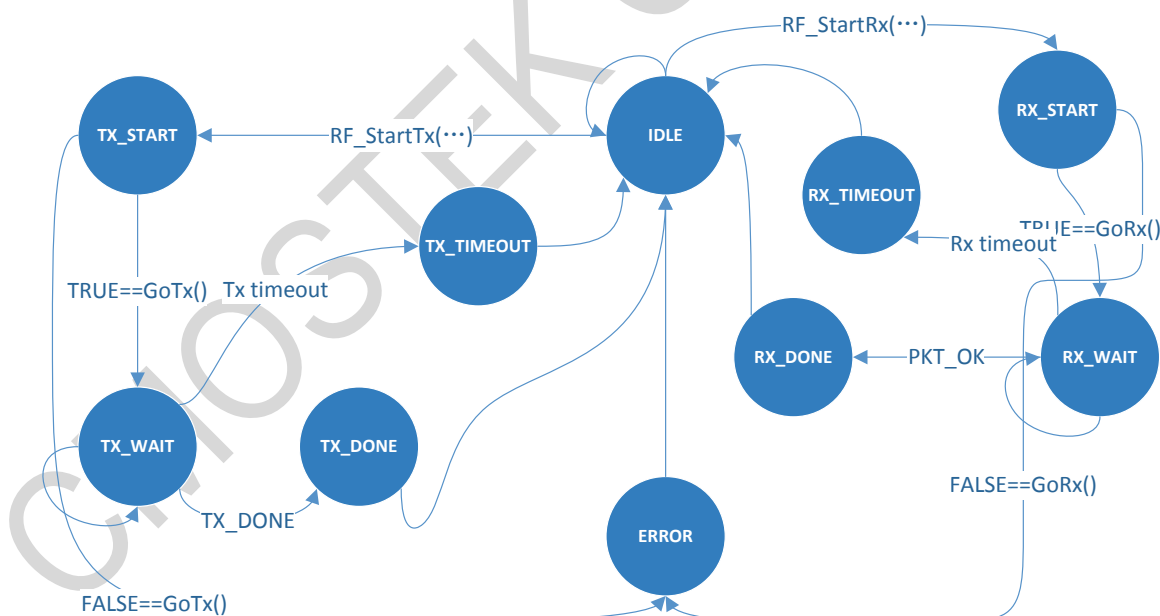 RF_StartRx(···)
TX_START
RF_StartTx(···)
IDLE
RX_START
RX_TIMEOUT
TX_TIMEOUT
TRUE==GoRx()
Rx timeout
TRUE==GoTx()
Tx timeout
RX_DONE
PKT_OK
RX_WAIT
TX_WAIT
TX_DONE
FALSE==GoRx()
TX_DONE
ERROR
FALSE==GoTx()
CMOSTEK